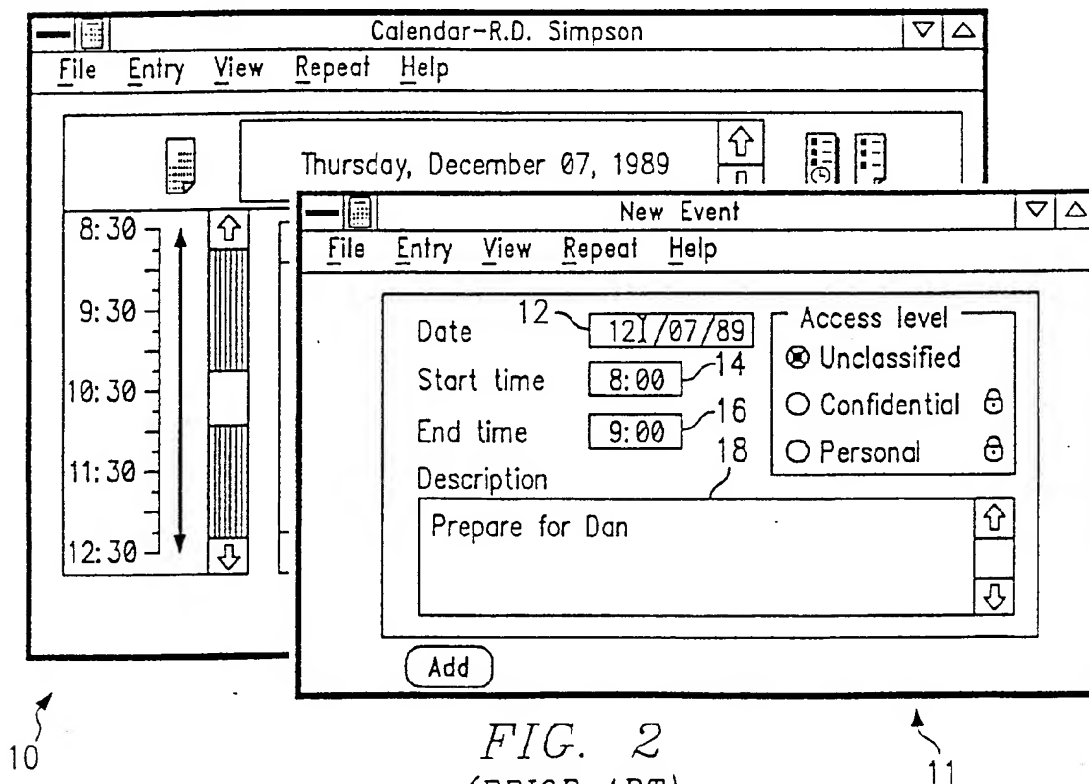 Calendar-R.D. Simpson
File Entry View Repeat Help
Thursday, December 07, 1989
8:30
9:30
10:30
11:30
12:30
New Event
File Entry View Repeat Help
Date 12 12/07/89
Start time 8:00 14
End time 9:00 16
18
Description
Prepare for Dan
Access level
Unclassified
Confidential
Personal
Add
10
11
FIG. 2
(PRIOR ART)